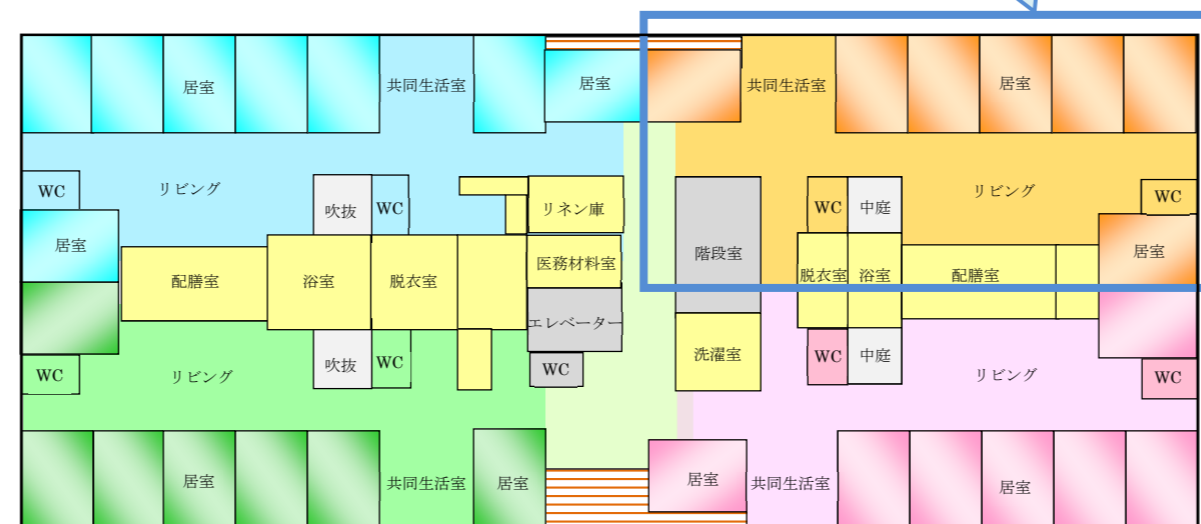 居室
共同生活室
居室
共同生活室
居室
WC
リビング
吹抜
WC
リネン庫
WC
中庭
リビング
WC
居室
配膳室
浴室
脱衣室
医務材料室
階段室
脱衣室
浴室
配膳室
居室
エレベーター
WC
リビング
吹抜
WC
WC
洗濯室
WC
中庭
リビング
WC
居室
共同生活室
居室
居室
共同生活室
居室